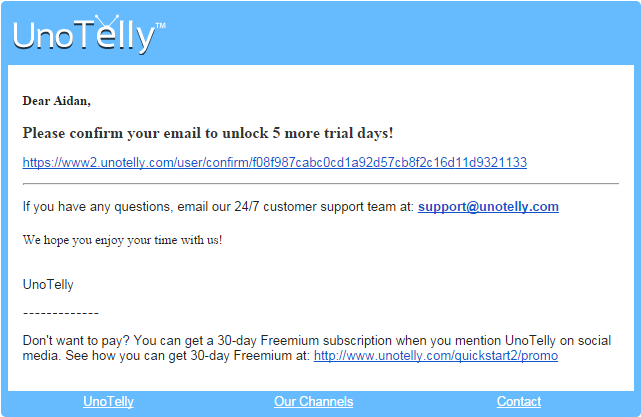 UnoTelly™
Dear Aidan,
Please confirm your email to unlock 5 more trial days!
https://www2.unotelly.com/user/confirm/f08f987cabc0cd1a92d57cb8f2c16d11d9321133
If you have any questions, email our 24/7 customer support team at: support@unotelly.com
We hope you enjoy your time with us!
UnoTelly
-------------
Don't want to pay? You can get a 30-day Freemium subscription when you mention UnoTelly on social
media. See how you can get 30-day Freemium at: http://www.unotelly.com/quickstart2/promo
UnoTelly Our Channels Contact